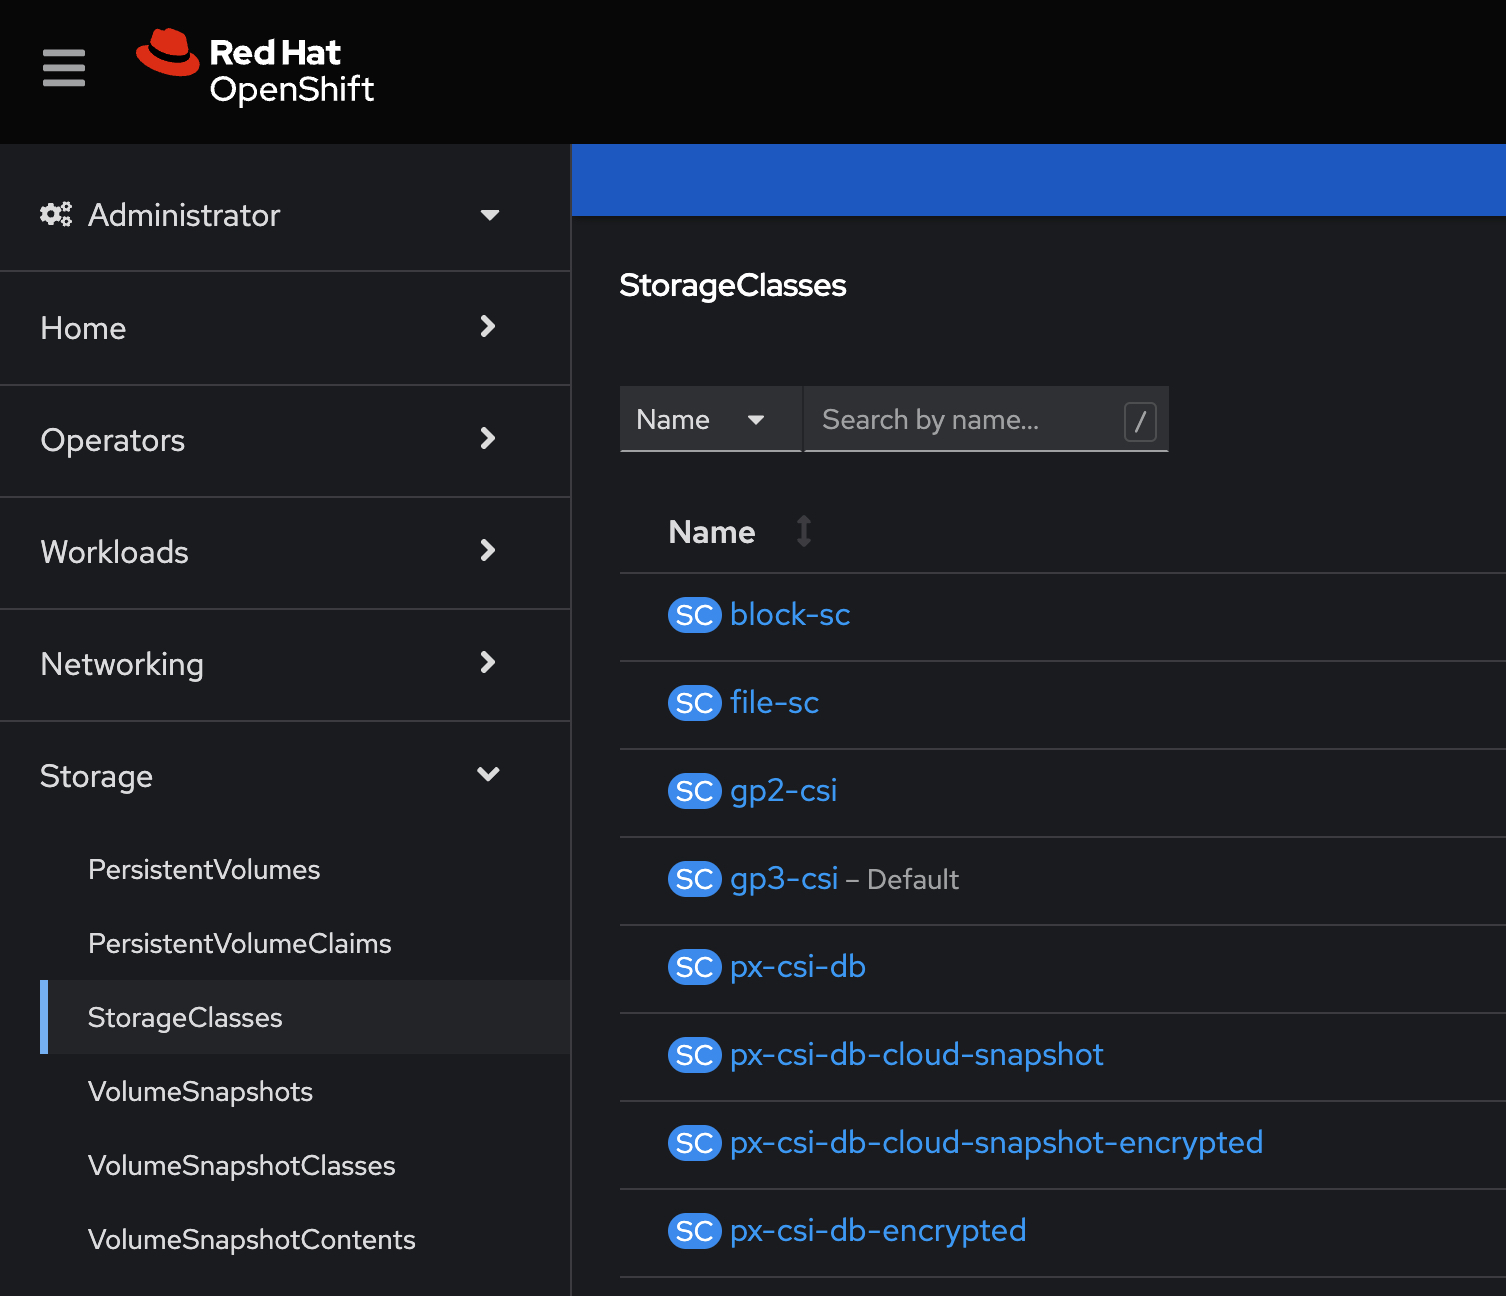 Red Hat
OpenShift
Administrator
Home
Operators
Workloads
Networking
Storage
PersistentVolumes
PersistentVolumeClaims
StorageClasses
VolumeSnapshots
VolumeSnapshotClasses
VolumeSnapshotContents
StorageClasses
Name
Search by name...
/
Name
SC block-sc
SC file-sc
SC gp2-csi
SC gp3-csi – Default
SC px-csi-db
SC px-csi-db-cloud-snapshot
SC px-csi-db-cloud-snapshot-encrypted
SC px-csi-db-encrypted